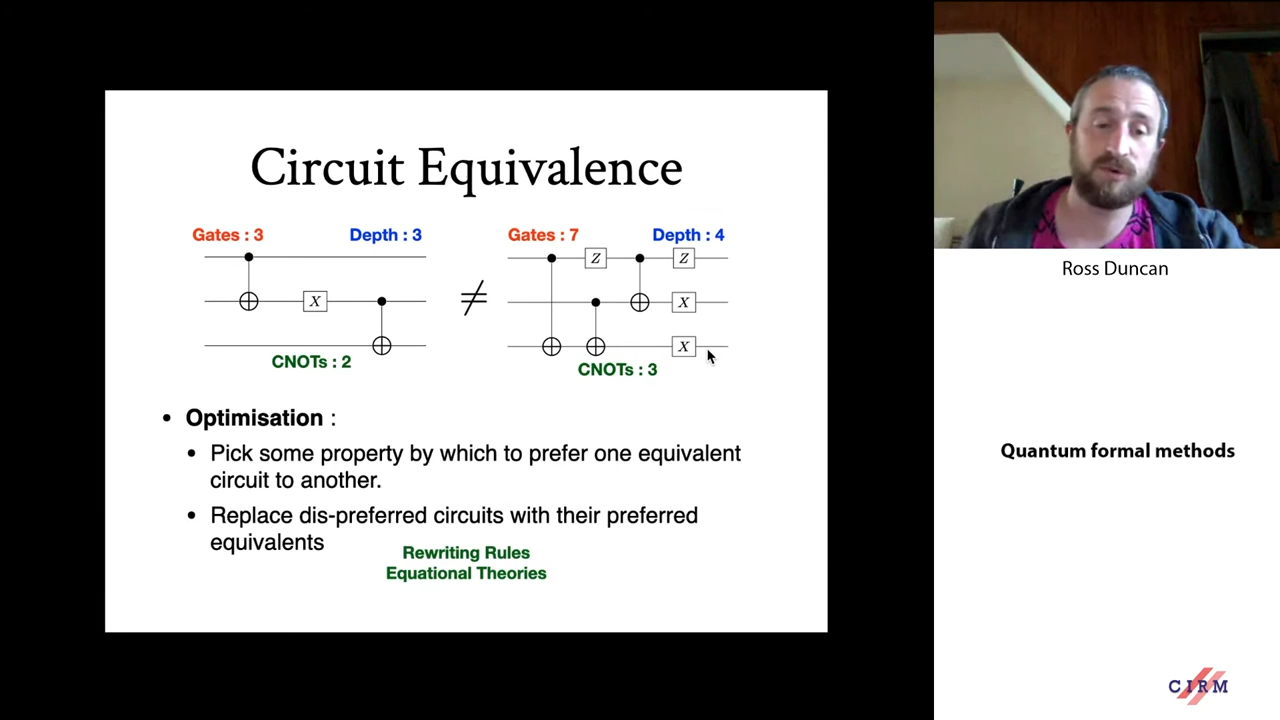 Circuit Equivalence
Gates : 3
Depth : 3
Gates : 7
Depth : 4
X
≠
Z
Z
X
X
CNOTs : 2
CNOTs : 3
• Optimisation :
• Pick some property by which to prefer one equivalent
circuit to another.
• Replace dis-preferred circuits with their preferred
equivalents
Rewriting Rules
Equational Theories
Ross Duncan
Quantum formal methods
CIRM